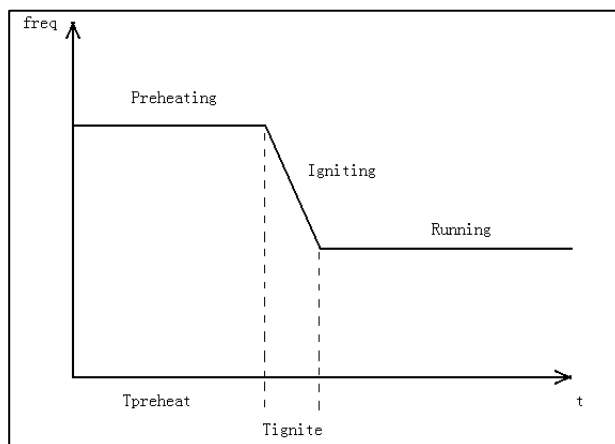 freq
Preheating
Igniting
Running
Tpreheat
t
Tignite